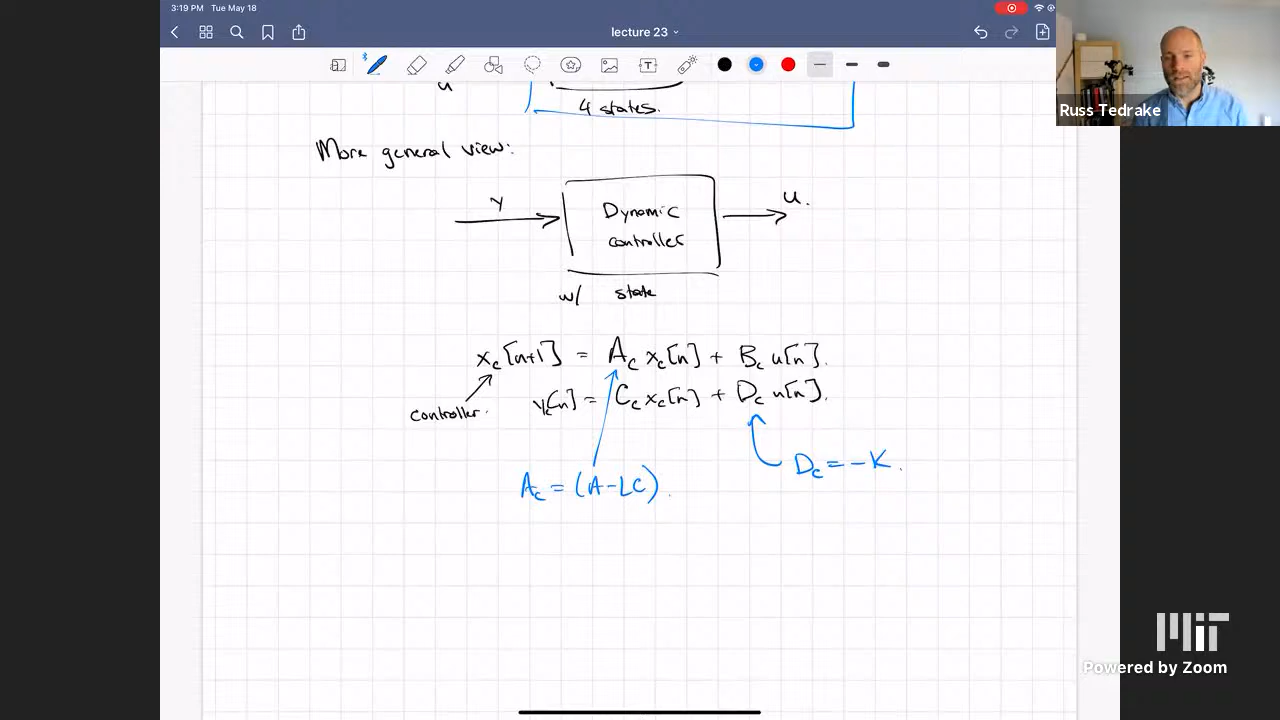 3:19 PM Tue May 18
lecture 23
Russ Tedrake
u
4 states.
More general view:
y
Dynamic
controller
u.
w/ state
x_c[n+1] = A_c x_c[n] + B_c u[n].
y_c[n] = C_c x_c[n] + D_c u[n].
controller.
D_c = -K.
A_c = (A-LC).
MIT
Powered by Zoom